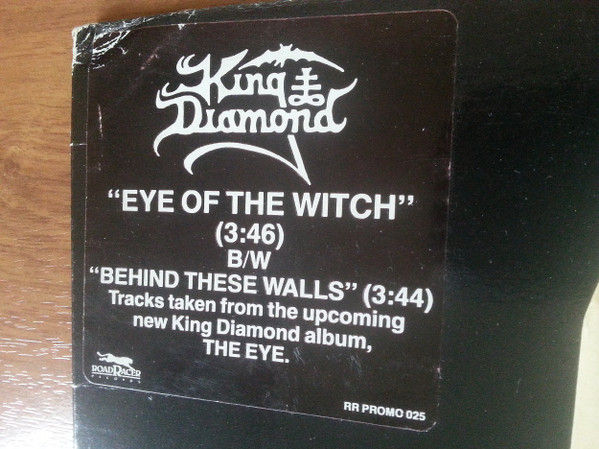 King
Diamond
"EYE OF THE WITCH"
(3:46)
B/W
"BEHIND THESE WALLS" (3:44)
Tracks taken from the upcoming
new King Diamond album,
THE EYE.
ROADRACER
RECORDS
RR PROMO 025